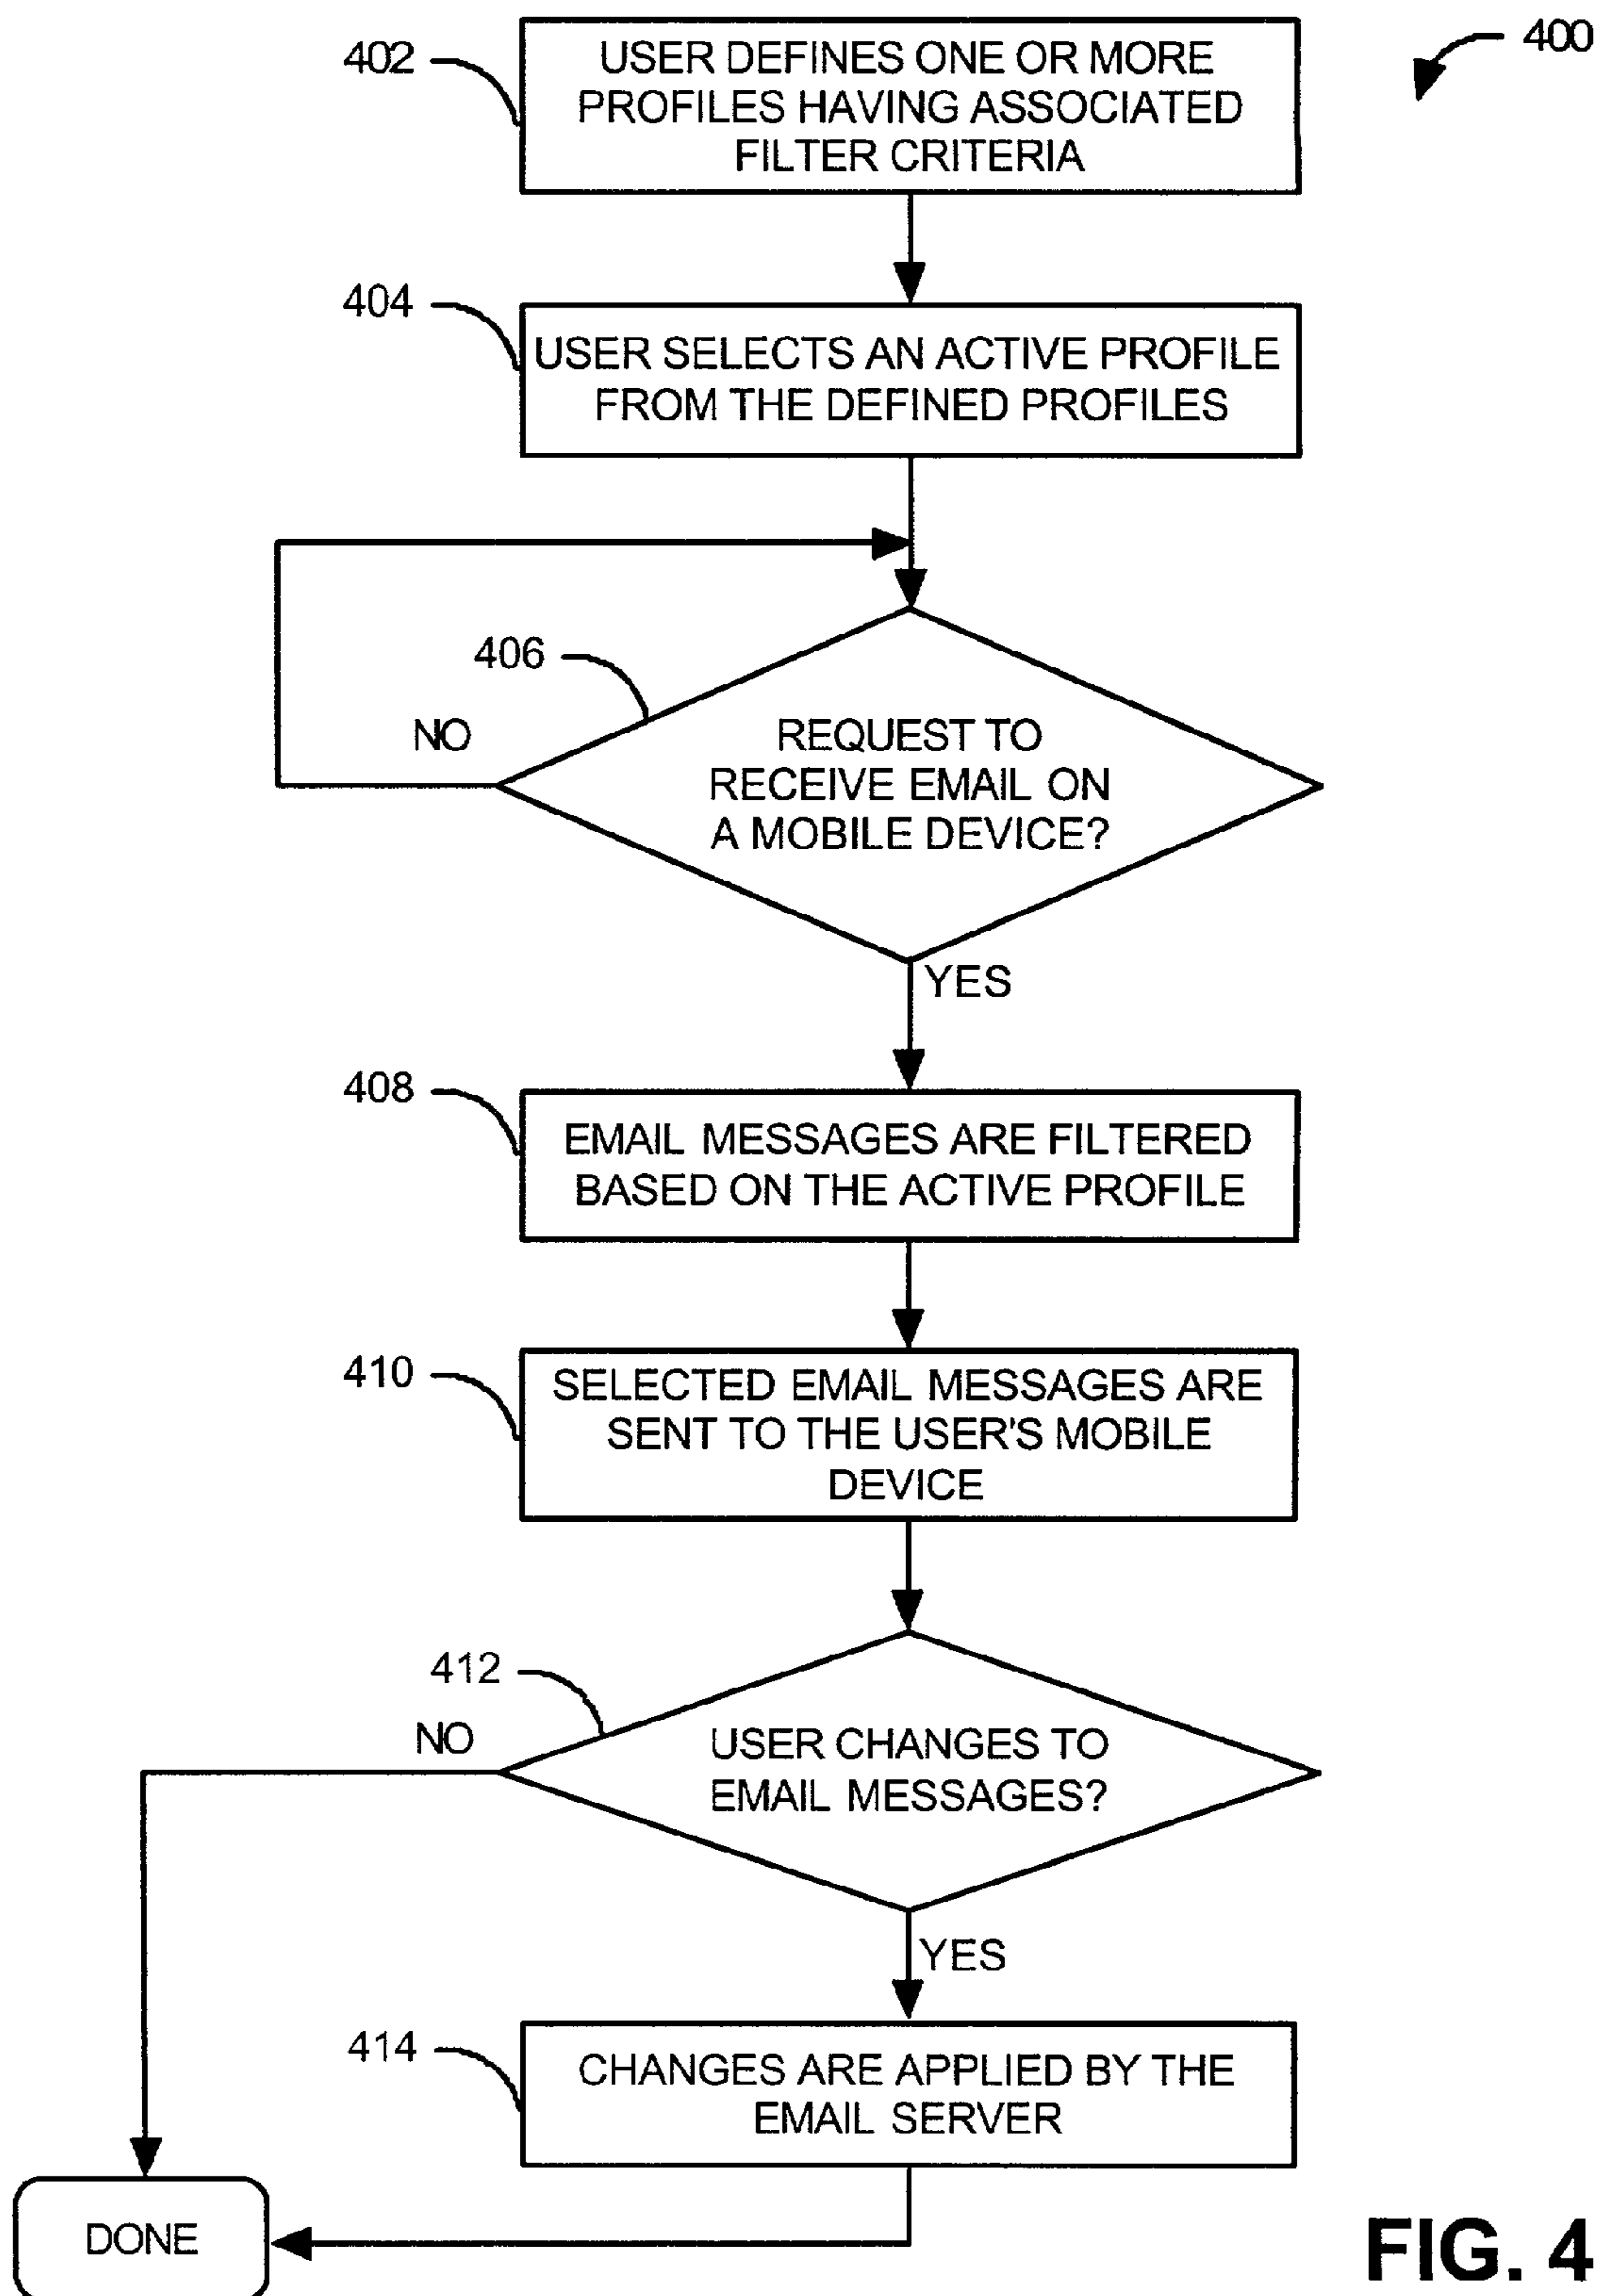 400
402
USER DEFINES ONE OR MORE
PROFILES HAVING ASSOCIATED
FILTER CRITERIA
404
USER SELECTS AN ACTIVE PROFILE
FROM THE DEFINED PROFILES
406
NO
REQUEST TO
RECEIVE EMAIL ON
A MOBILE DEVICE?
YES
408
EMAIL MESSAGES ARE FILTERED
BASED ON THE ACTIVE PROFILE
410
SELECTED EMAIL MESSAGES ARE
SENT TO THE USER'S MOBILE
DEVICE
412
NO
USER CHANGES TO
EMAIL MESSAGES?
YES
414
CHANGES ARE APPLIED BY THE
EMAIL SERVER
DONE
FIG. 4